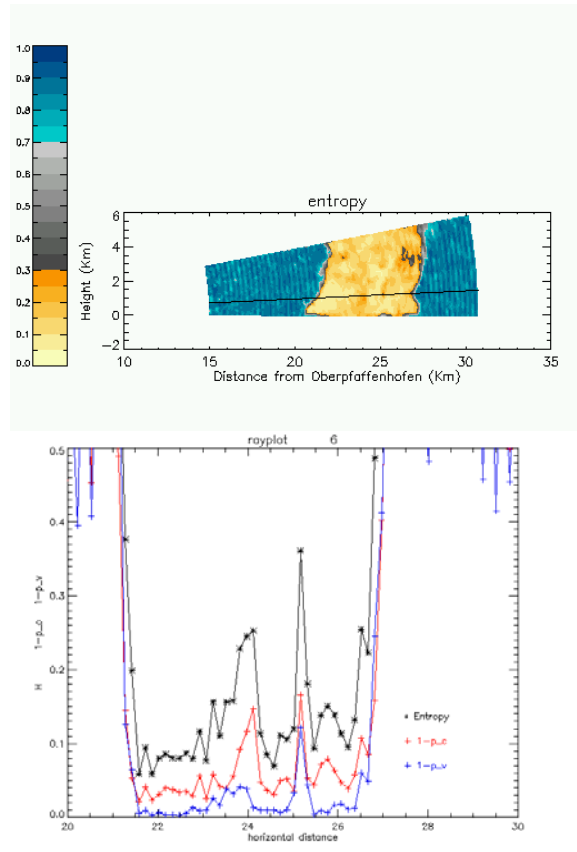 1.0
0.9
0.8
0.7
0.6
0.5
0.4
0.3
0.2
0.1
0.0
entropy
Height (Km)
6
4
2
0
−2
10 15 20 25 30 35
Distance from Oberpfaffenhofen (Km)
rayplot 6
H 1−p_c 1−p_v
0.5
0.4
0.3
0.2
0.1
0.0
Entropy
1−p_c
1−p_v
20 22 24 26 28 30
horizontal distance